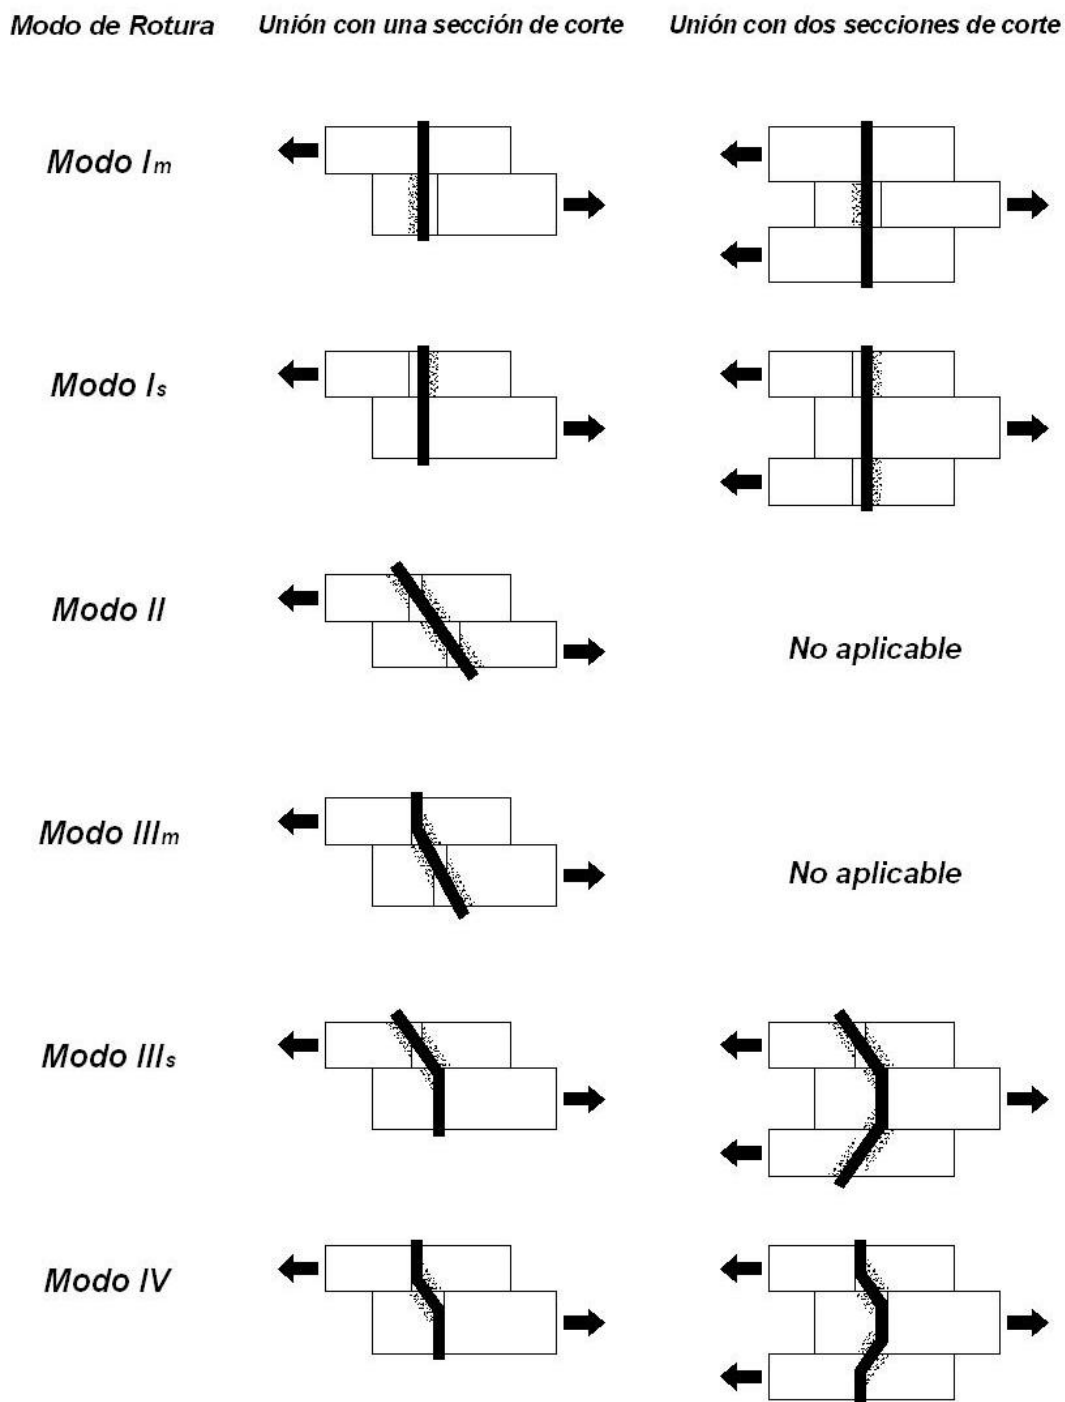 Modo de Rotura Unión con una sección de corte Unión con dos secciones de corte
Modo Im
Modo Is
Modo II
No aplicable
Modo IIIm
No aplicable
Modo IIIs
Modo IV